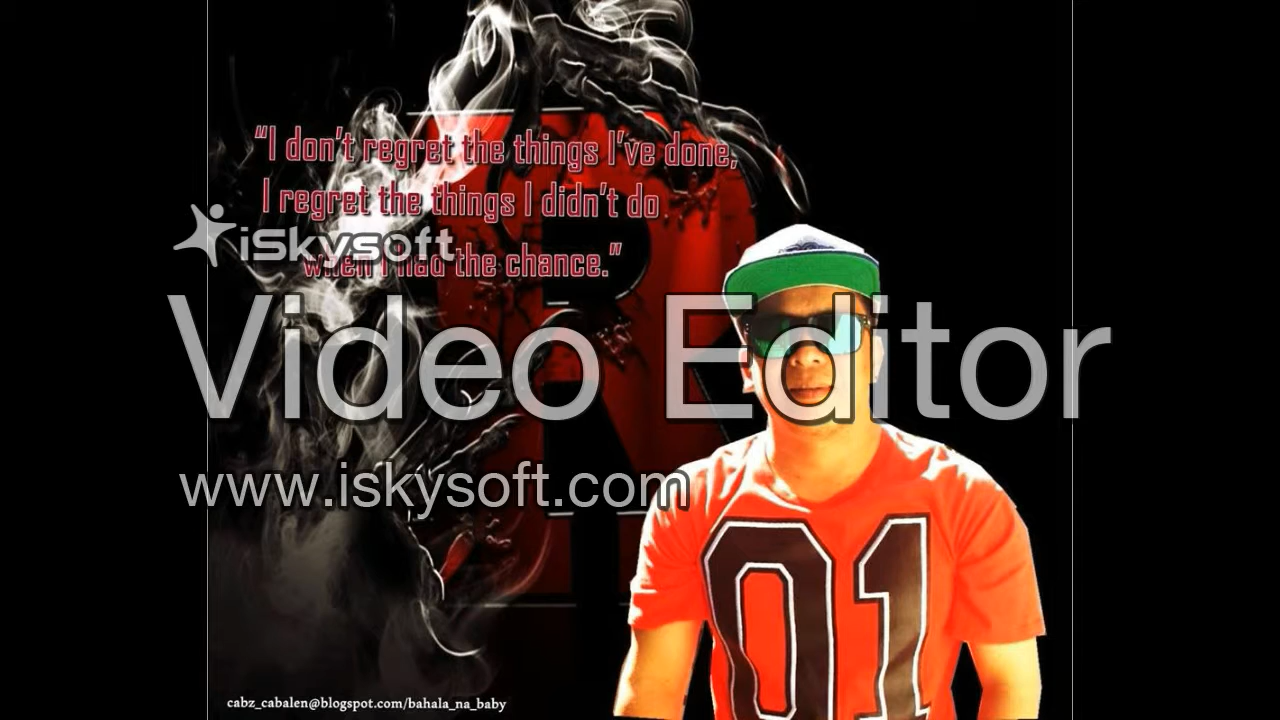 “I don’t regret the things I’ve done,
I regret the things I didn’t do
when I had the chance.”
iSkysoft
Video Editor
www.iskysoft.com
R
01
cabz_cabalen@blogspot.com/bahala_na_baby